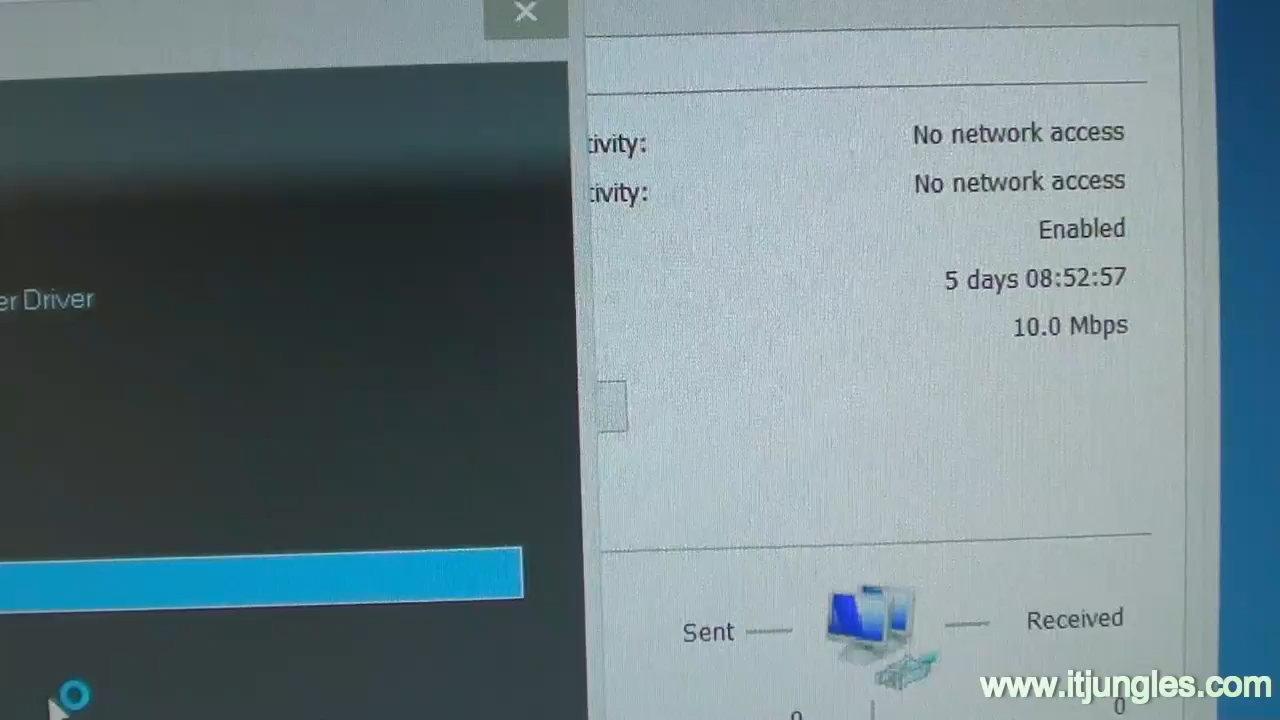 tivity: No network access
tivity: No network access
Enabled
5 days 08:52:57
10.0 Mbps
er Driver
Sent
Received
0
0
www.itjungles.com